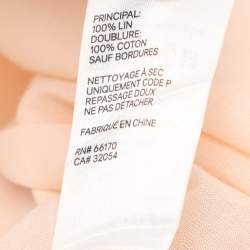 PRINCIPAL:
100% LIN
DOUBLURE:
100% COTON
SAUF BORDURES
NETTOYAGE À SEC
UNIQUEMENT CODE P
REPASSAGE DOUX
NE PAS DÉTACHER
FABRIQUÉ EN CHINE
RN# 66170
CA# 32054